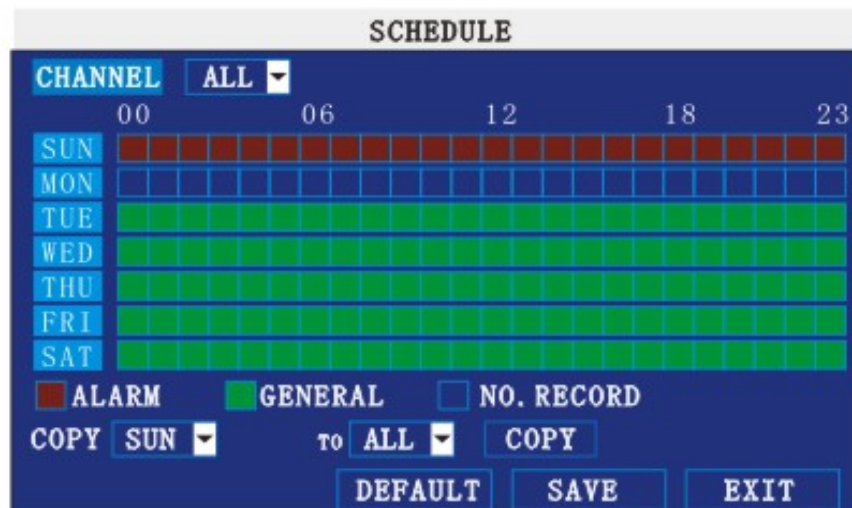 SCHEDULE
CHANNEL ALL
00 06 12 18 23
SUN
MON
TUE
WED
THU
FRI
SAT
ALARM GENERAL NO. RECORD
COPY SUN TO ALL COPY
DEFAULT SAVE EXIT